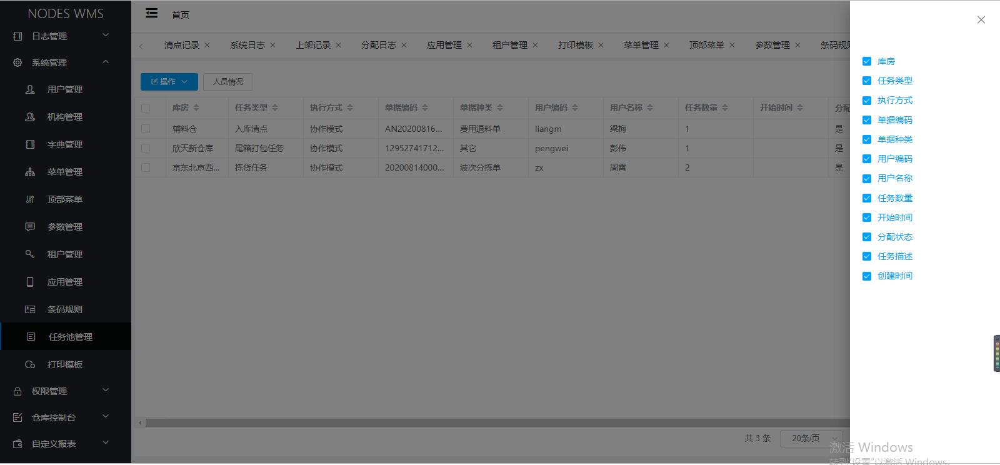 NODES WMS
日志管理
系统管理
用户管理
机构管理
字典管理
菜单管理
顶部菜单
参数管理
租户管理
应用管理
条码规则
任务池管理
打印模板
权限管理
仓库控制台
自定义报表
首页
清点记录 系统日志 上架记录 分配日志 应用管理 租户管理 打印模板 菜单管理 顶部菜单 参数管理 条码规
操作 人员情况
库房 任务类型 执行方式 单据编码 单据种类 用户编码 用户名称 任务数量 开始时间 分配
辅料仓 入库清点 协作模式 AN20200816... 费用退料单 liangm 梁梅 1 是
欣天新仓库 尾箱打包任务 协作模式 12952741712... 其它 pengwei 彭伟 1 是
京东北京西... 拣货任务 协作模式 20200814000... 波次分拣单 zx 周霄 2 是
共 3 条 20条/页
库房
任务类型
执行方式
单据编码
单据种类
用户编码
用户名称
任务数量
开始时间
分配状态
任务描述
创建时间
激活 Windows
转到"设置"以激活 Windows。